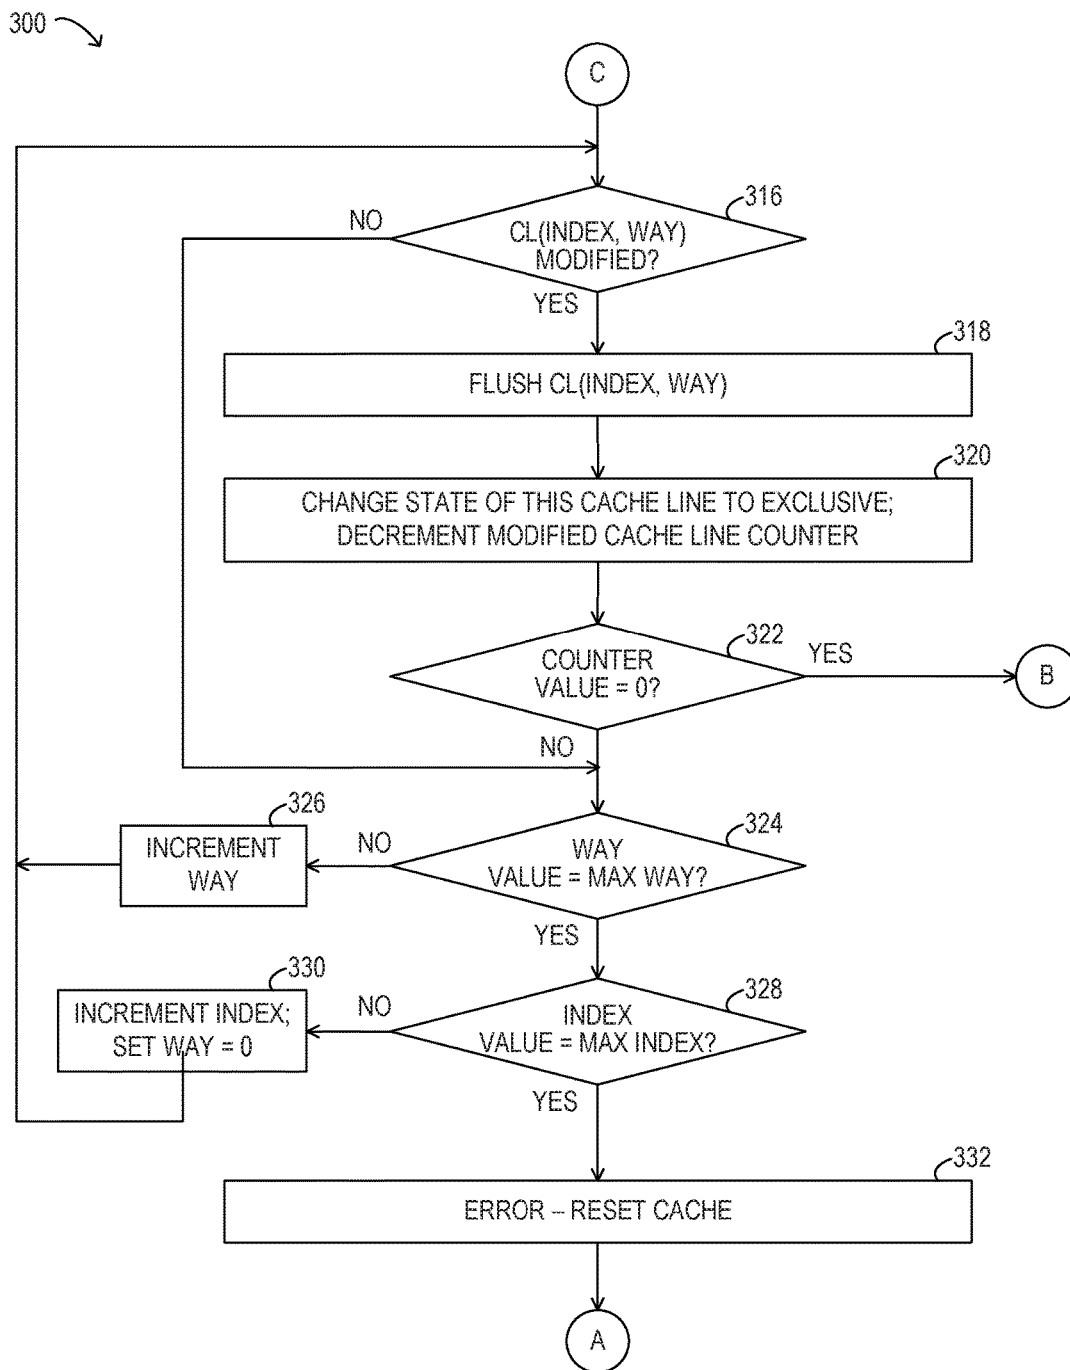 300
C
316
NO
CL(INDEX, WAY)
MODIFIED?
YES
318
FLUSH CL(INDEX, WAY)
320
CHANGE STATE OF THIS CACHE LINE TO EXCLUSIVE;
DECREMENT MODIFIED CACHE LINE COUNTER
322
COUNTER
VALUE = 0?
YES
B
NO
326
INCREMENT
WAY
NO
324
WAY
VALUE = MAX WAY?
YES
330
INCREMENT INDEX;
SET WAY = 0
NO
328
INDEX
VALUE = MAX INDEX?
YES
332
ERROR – RESET CACHE
A